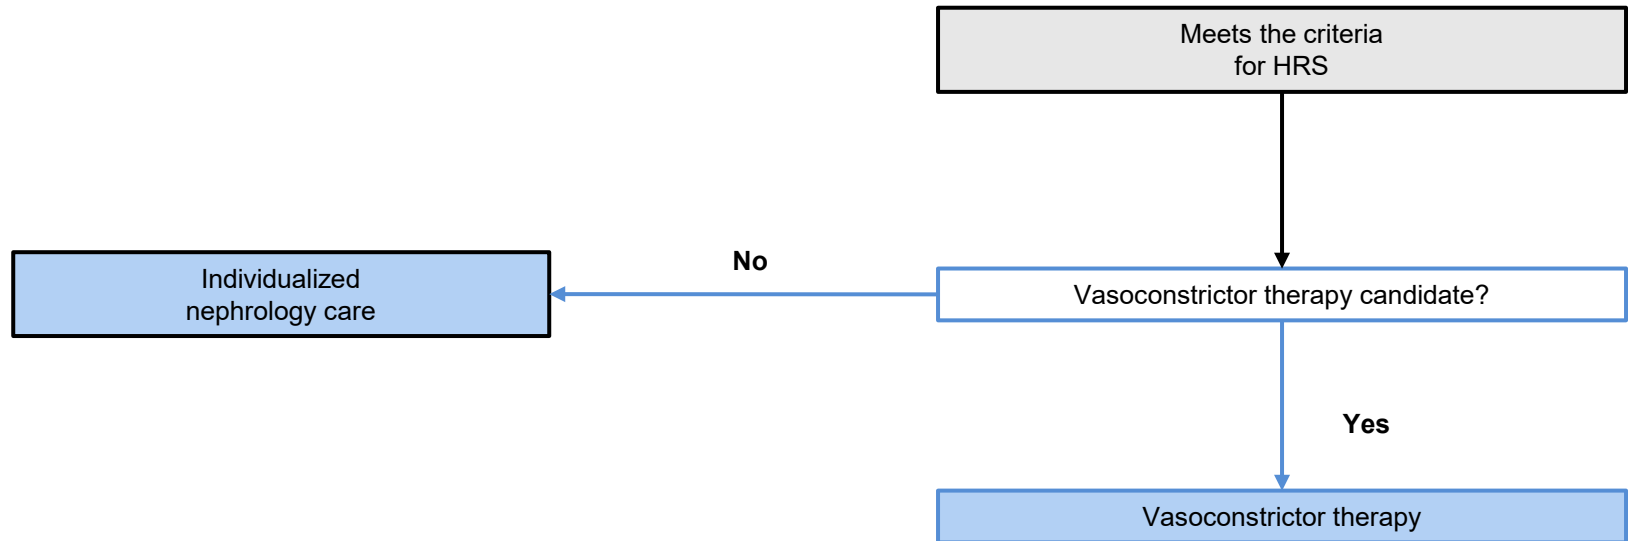 Meets the criteria
for HRS
No
Individualized
nephrology care
Vasoconstrictor therapy candidate?
Yes
Vasoconstrictor therapy